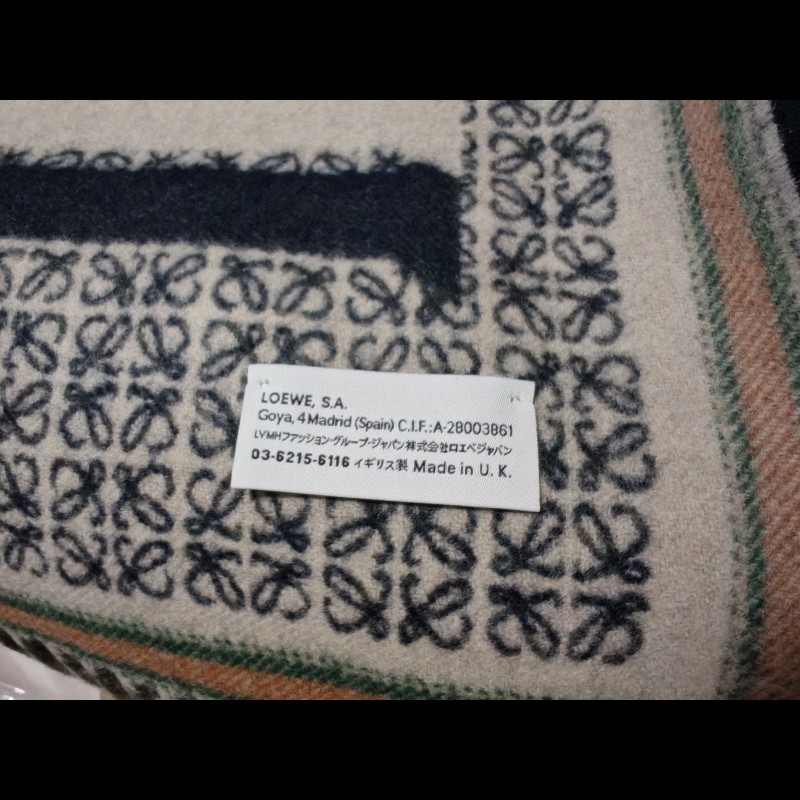 LOEWE, S.A.
Goya, 4 Madrid (Spain) C.I.F.:A-28003861
LVMHファッション・グループ・ジャパン株式会社ロエベジャパン
03-6215-6116 イギリス製 Made in U. K.